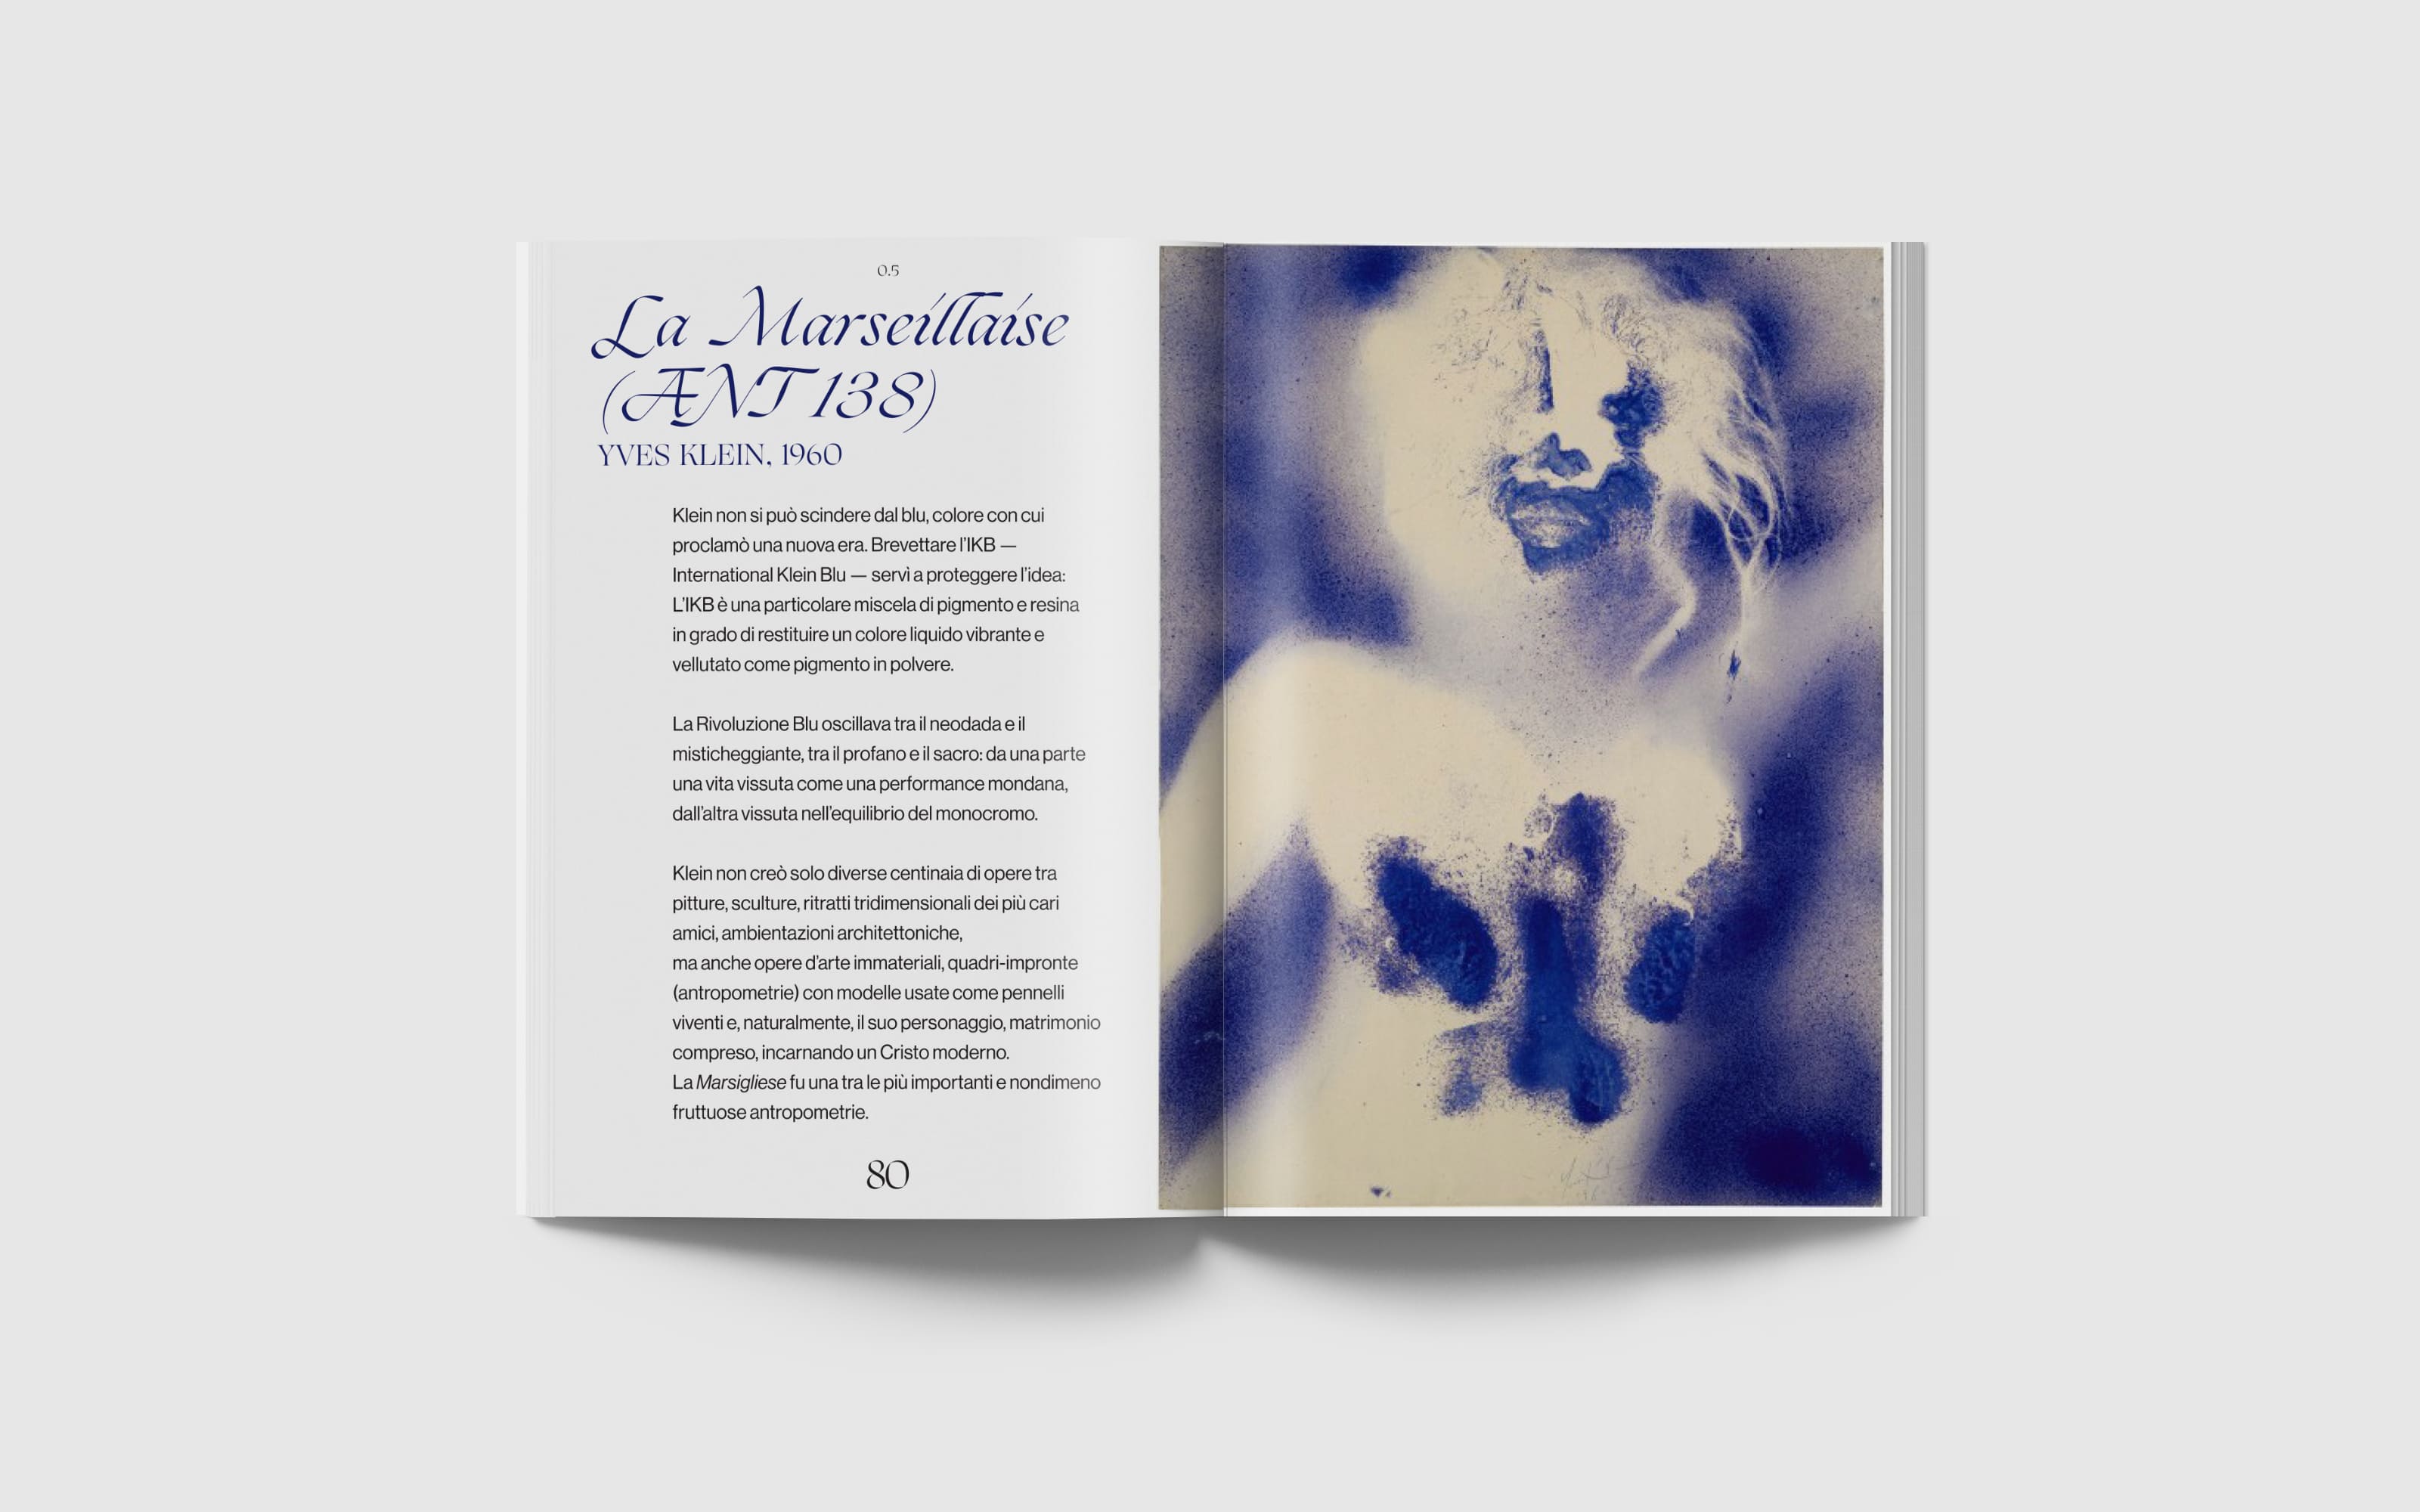 0.5
La Marseillaise
(ANT 138)
YVES KLEIN, 1960
Klein non si può scindere dal blu, colore con cui
proclamò una nuova era. Brevettare l’IKB —
International Klein Blu — servì a proteggere l’idea:
L’IKB è una particolare miscela di pigmento e resina
in grado di restituire un colore liquido vibrante e
vellutato come pigmento in polvere.
La Rivoluzione Blu oscillava tra il neodada e il
misticheggiante, tra il profano e il sacro: da una parte
una vita vissuta come una performance mondana,
dall’altra vissuta nell’equilibrio del monocromo.
Klein non creò solo diverse centinaia di opere tra
pitture, sculture, ritratti tridimensionali dei più cari
amici, ambientazioni architettoniche,
ma anche opere d’arte immateriali, quadri-impronte
(antropometrie) con modelle usate come pennelli
viventi e, naturalmente, il suo personaggio, matrimonio
compreso, incarnando un Cristo moderno.
La Marsigliese fu una tra le più importanti e nondimeno
fruttuose antropometrie.
80